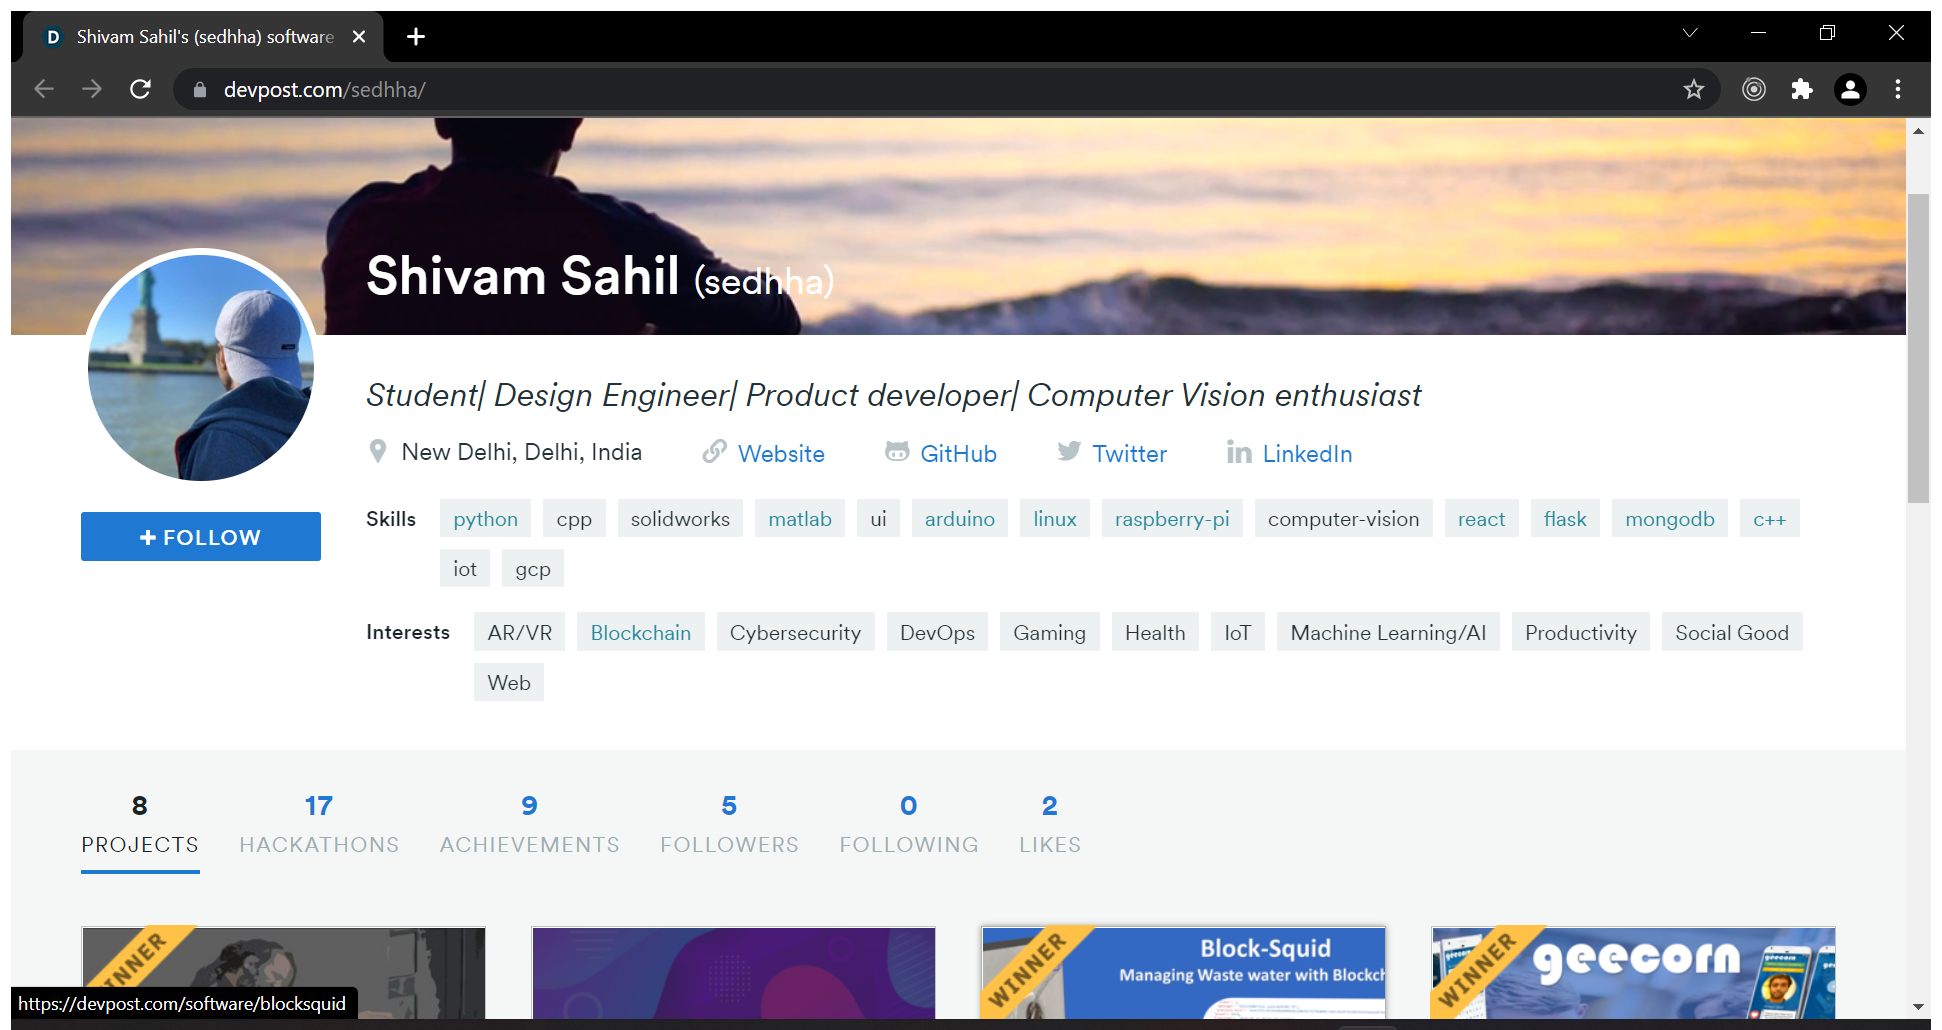 D Shivam Sahil's (sedhha) software
devpost.com/sedhha/
Shivam Sahil (sedhha)
Student| Design Engineer| Product developer| Computer Vision enthusiast
New Delhi, Delhi, India Website GitHub Twitter in LinkedIn
+ FOLLOW
Skills python cpp solidworks matlab ui arduino linux raspberry-pi computer-vision react flask mongodb c++
iot gcp
Interests AR/VR Blockchain Cybersecurity DevOps Gaming Health IoT Machine Learning/AI Productivity Social Good
Web
8 17 9 5 0 2
PROJECTS HACKATHONS ACHIEVEMENTS FOLLOWERS FOLLOWING LIKES
WINNER
WINNER
Block-Squid
Managing Waste water with Blockch
WINNER
geecorn
geecorn
https://devpost.com/software/blocksquid